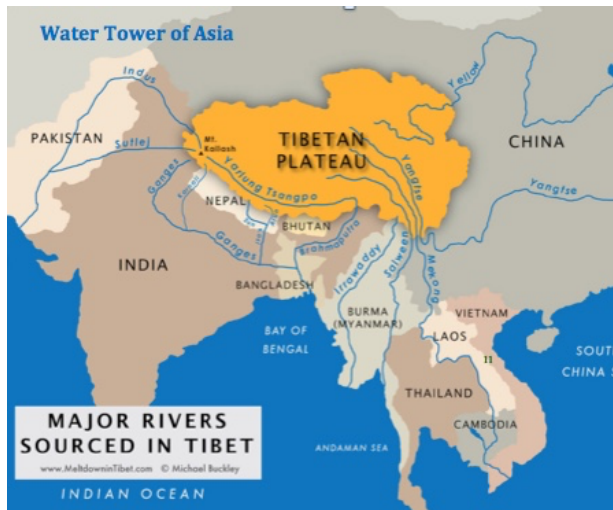 Water Tower of Asia
Indus
Yellow
PAKISTAN
Sutlej
Mt.
Kailash
TIBETAN
PLATEAU
CHINA
Yangtse
Yangtse
Ganges
Yarlung Tsangpo
NEPAL
BHUTAN
Ganges
Brahmaputra
Irrawaddy
Salween
Mekong
INDIA
BANGLADESH
BURMA
(MYANMAR)
VIETNAM
LAOS
BAY OF
BENGAL
II
SOUTH
CHINA S
THAILAND
CAMBODIA
MAJOR RIVERS
SOURCED IN TIBET
www.MeltdowninTibet.com © Michael Buckley
ANDAMAN SEA
INDIAN OCEAN